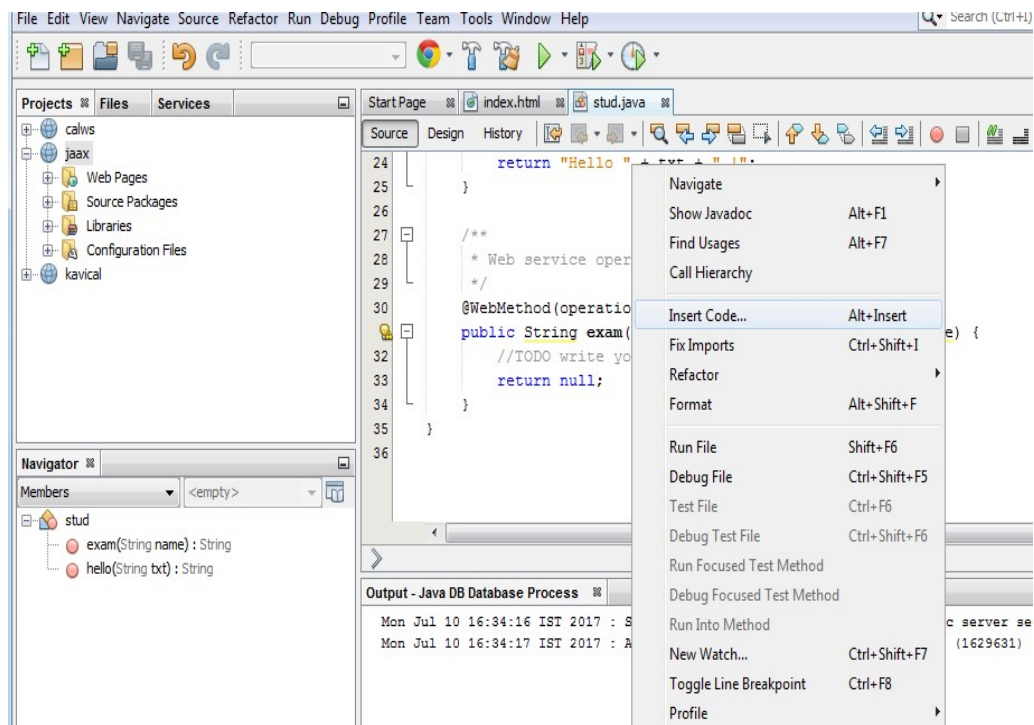 File Edit View Navigate Source Refactor Run Debug Profile Team Tools Window Help
Search (Ctrl+I)
Projects Files Services
calws
jaax
Web Pages
Source Packages
Libraries
Configuration Files
kavical
Start Page index.html stud.java
Source Design History
24 return "Hello " + txt + " !";
25 }
26
27 /**
28 * Web service oper
29 */
30 @WebMethod(operatio
public String exam( e) {
32 //TODO write yo
33 return null;
34 }
35 }
36
Navigate
Show Javadoc Alt+F1
Find Usages Alt+F7
Call Hierarchy
Insert Code... Alt+Insert
Fix Imports Ctrl+Shift+I
Refactor
Format Alt+Shift+F
Run File Shift+F6
Debug File Ctrl+Shift+F5
Test File Ctrl+F6
Debug Test File Ctrl+Shift+F6
Run Focused Test Method
Debug Focused Test Method
Run Into Method
New Watch... Ctrl+Shift+F7
Toggle Line Breakpoint Ctrl+F8
Profile
Navigator
Members <empty>
stud
exam(String name) : String
hello(String txt) : String
Output - Java DB Database Process
Mon Jul 10 16:34:16 IST 2017 : S c server se
Mon Jul 10 16:34:17 IST 2017 : A (1629631)